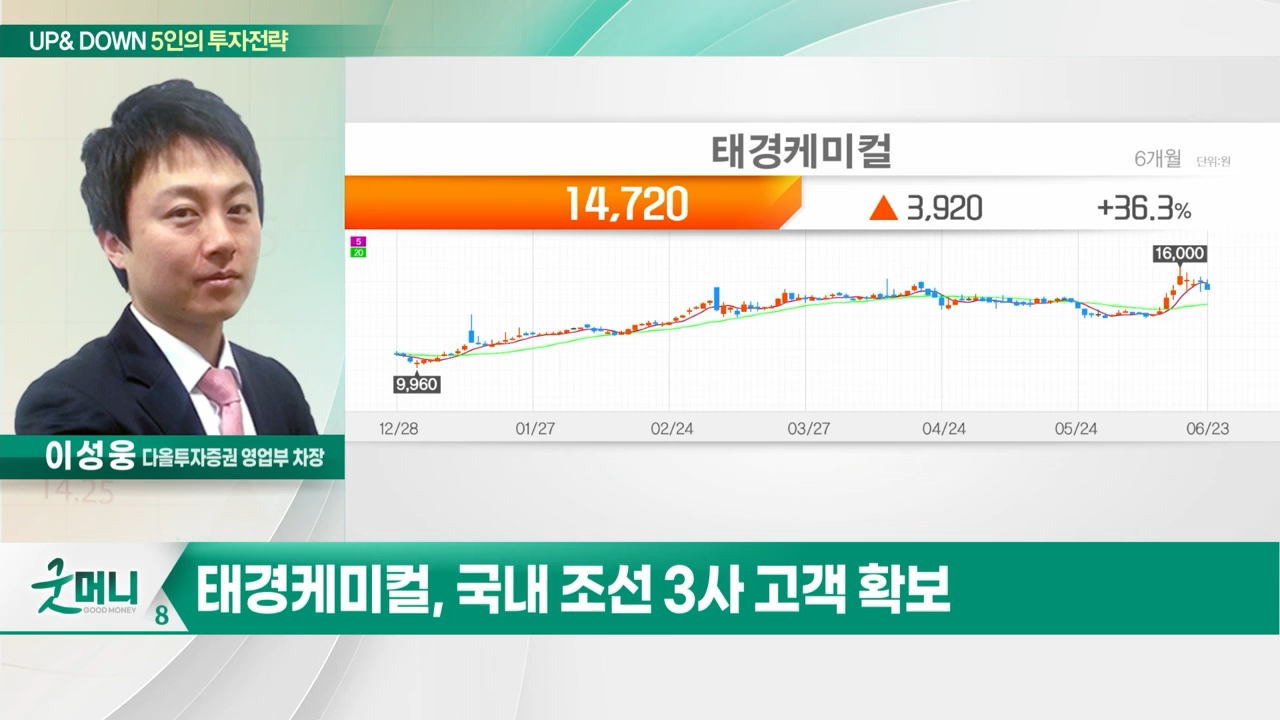 UP& DOWN 5인의 투자전략
태경케미컬
6개월 단위:원
14,720 ▲ 3,920 +36.3%
5
20
16,000
9,960
12/28 01/27 02/24 03/27 04/24 05/24 06/23
이성웅 다올투자증권 영업부 차장
14.25
굿머니
GOOD MONEY
8
태경케미컬, 국내 조선 3사 고객 확보